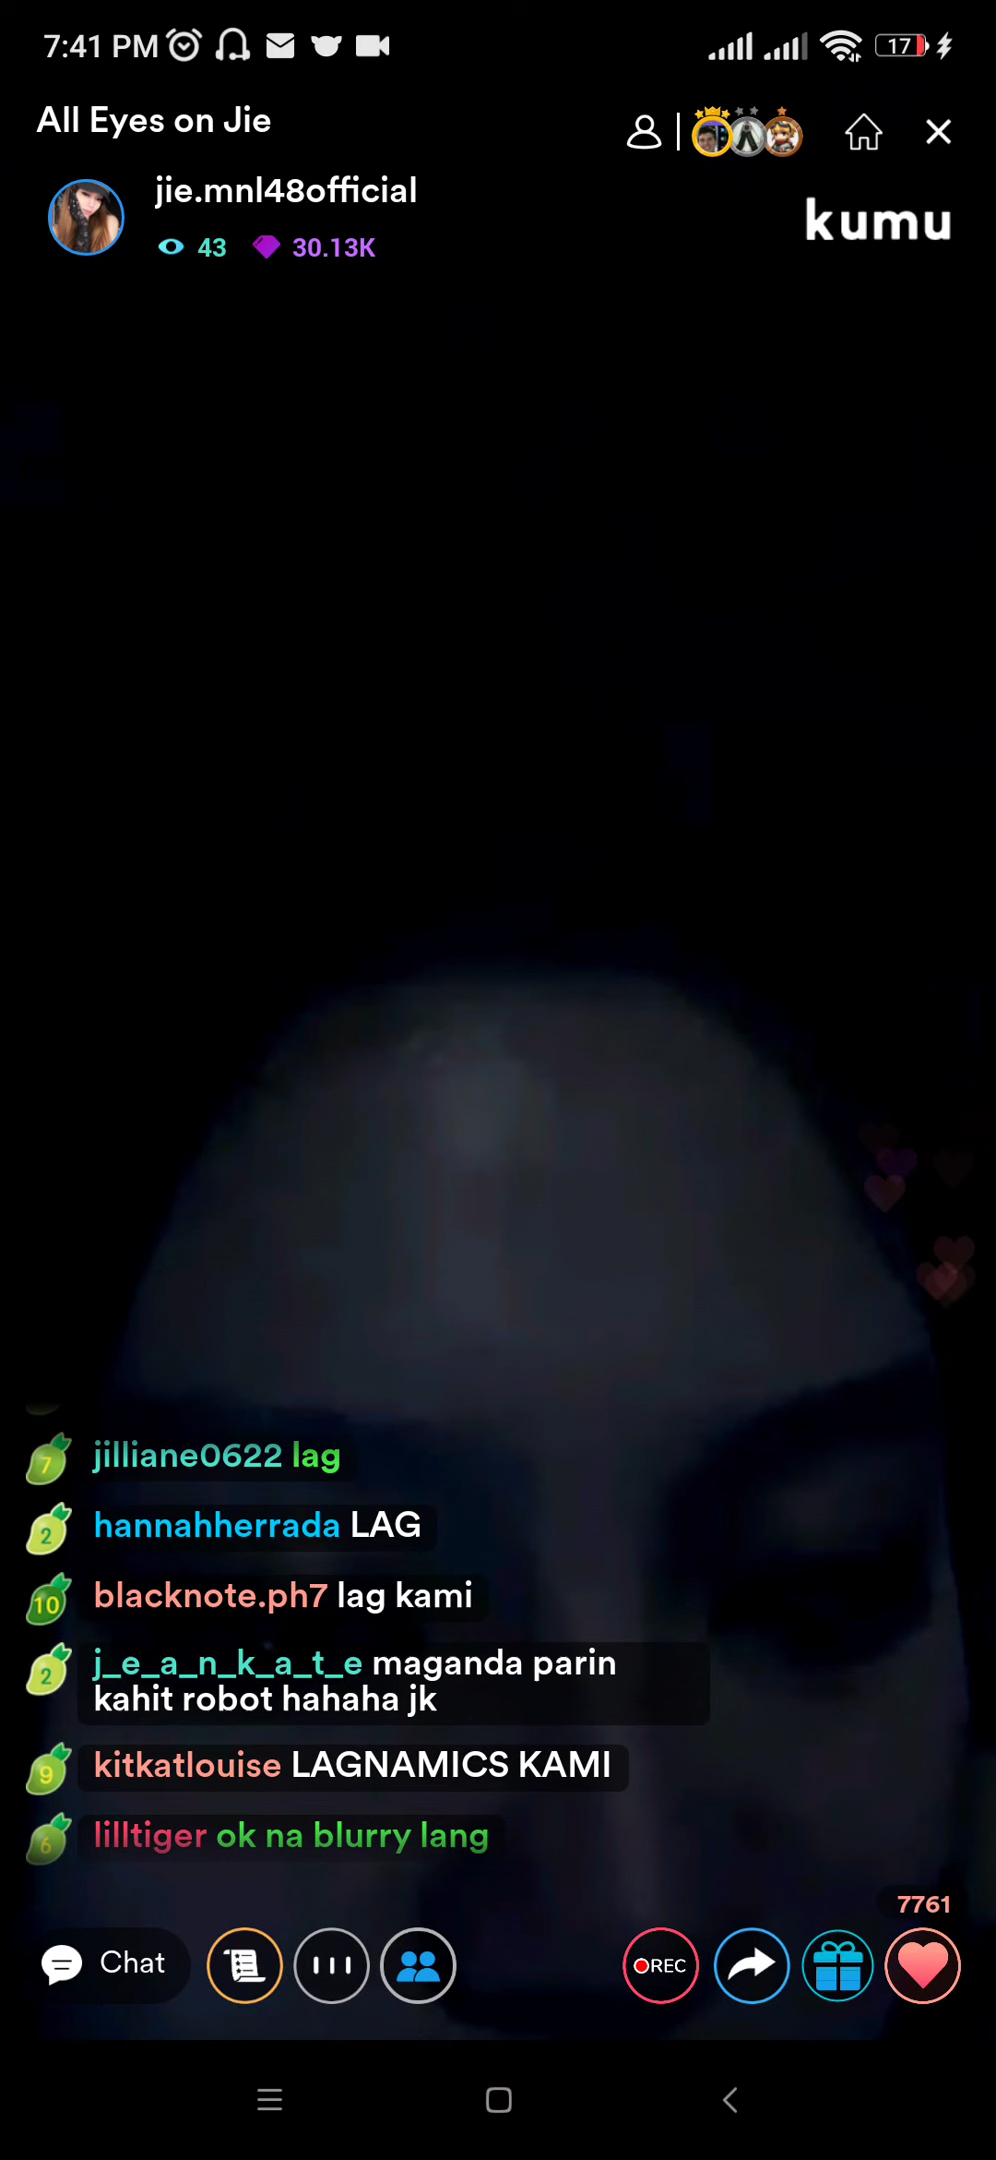 7:41 PM
17
All Eyes on Jie
jie.mnl48official
43 30.13K
kumu
7 jilliane0622 lag
2 hannahherrada LAG
10 blacknote.ph7 lag kami
2 j_e_a_n_k_a_t_e maganda parin
kahit robot hahaha jk
9 kitkatlouise LAGNAMICS KAMI
6 lilltiger ok na blurry lang
7761
Chat
REC